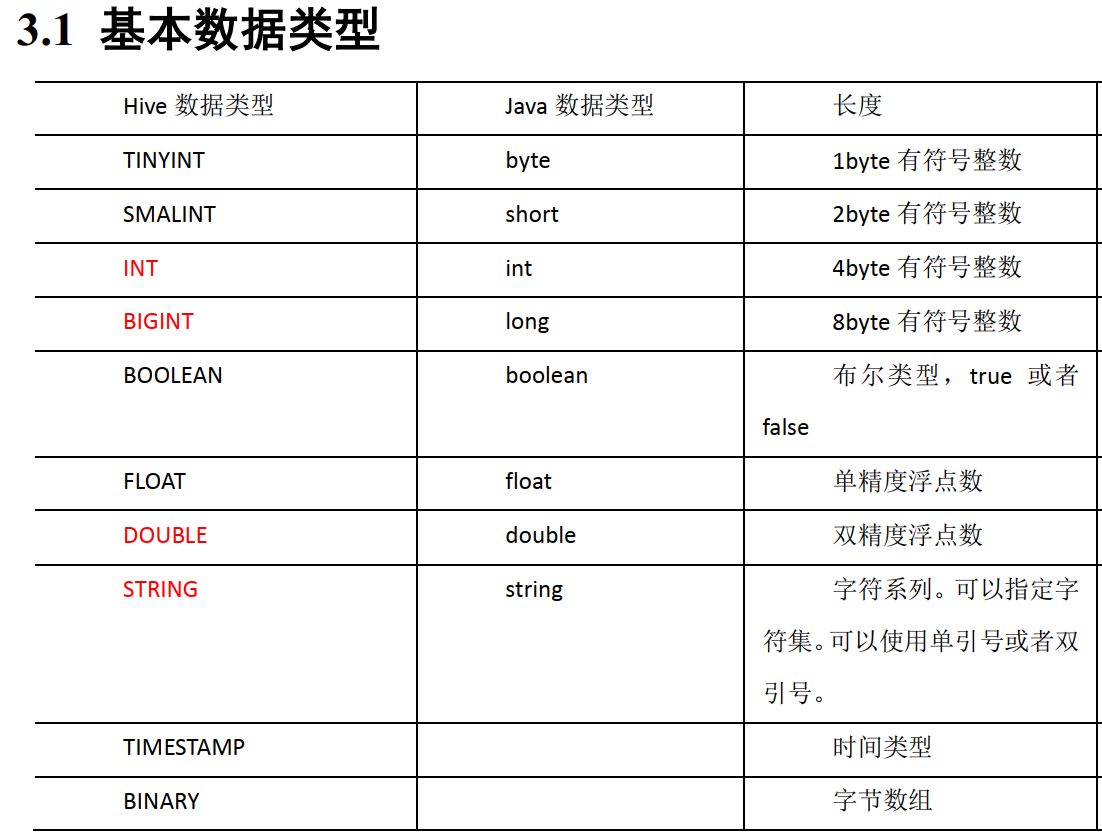 3.1 基本数据类型
Hive 数据类型 Java 数据类型 长度
TINYINT byte 1byte 有符号整数
SMALINT short 2byte 有符号整数
INT int 4byte 有符号整数
BIGINT long 8byte 有符号整数
BOOLEAN boolean 布尔类型，true 或者
false
FLOAT float 单精度浮点数
DOUBLE double 双精度浮点数
STRING string 字符系列。可以指定字
符集。可以使用单引号或者双
引号。
TIMESTAMP 时间类型
BINARY 字节数组